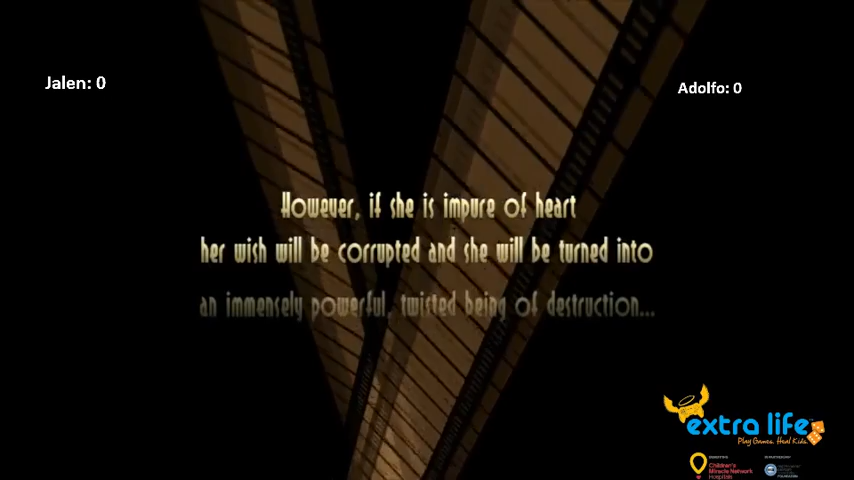 Jalen: 0
Adolfo: 0
However, if she is impure of heart
her wish will be corrupted and she will be turned into
an immensely powerful, twisted being of destruction...
extra life
Play Games. Heal Kids.
Children's
Miracle Network
Hospitals